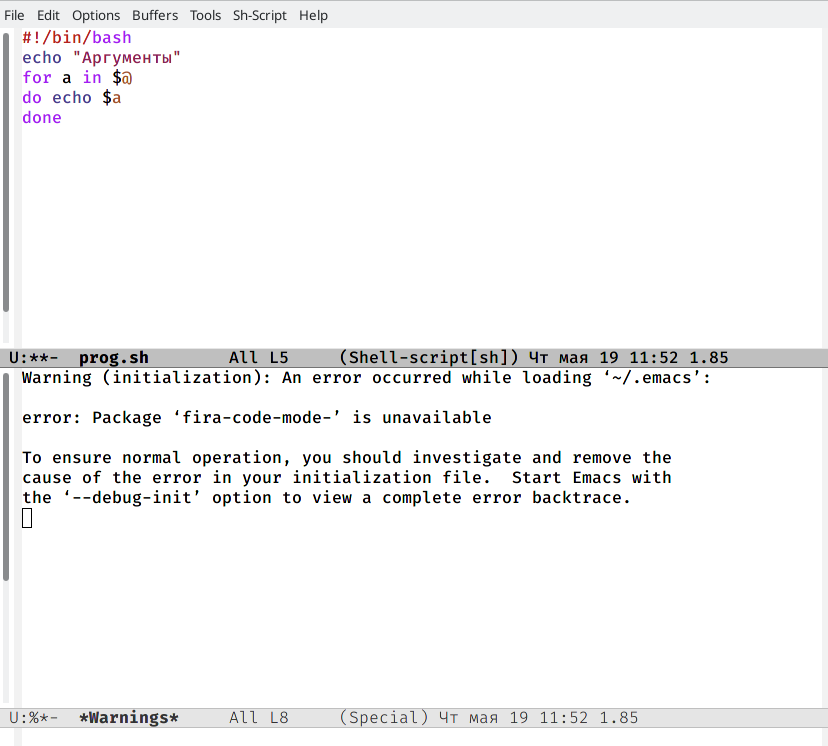 File Edit Options Buffers Tools Sh-Script Help
#!/bin/bash
echo "Аргументы"
for a in $@
do echo $a
done
U:**-  prog.sh        All L5     (Shell-script[sh]) Чт мая 19 11:52 1.85
Warning (initialization): An error occurred while loading ‘~/.emacs’:
error: Package ‘fira-code-mode-’ is unavailable
To ensure normal operation, you should investigate and remove the
cause of the error in your initialization file.  Start Emacs with
the ‘--debug-init’ option to view a complete error backtrace.
U:%*-  *Warnings*     All L8     (Special) Чт мая 19 11:52 1.85